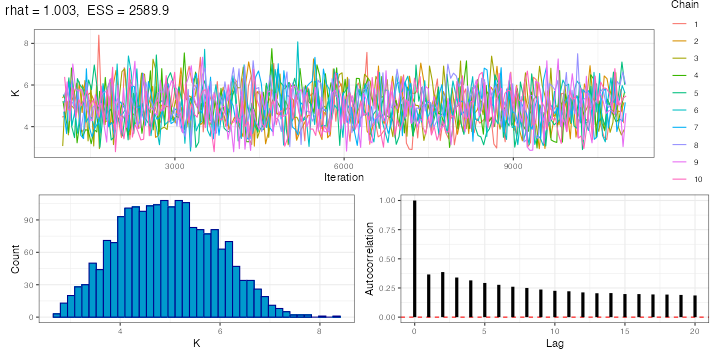 rhat = 1.003, ESS = 2589.9
Chain
1
2
3
4
5
6
7
8
9
10
K
8
6
4
3000 6000 9000
Iteration
Count
90
60
30
0
4 6 8
K
Autocorrelation
1.00
0.75
0.50
0.25
0.00
0 5 10 15 20
Lag